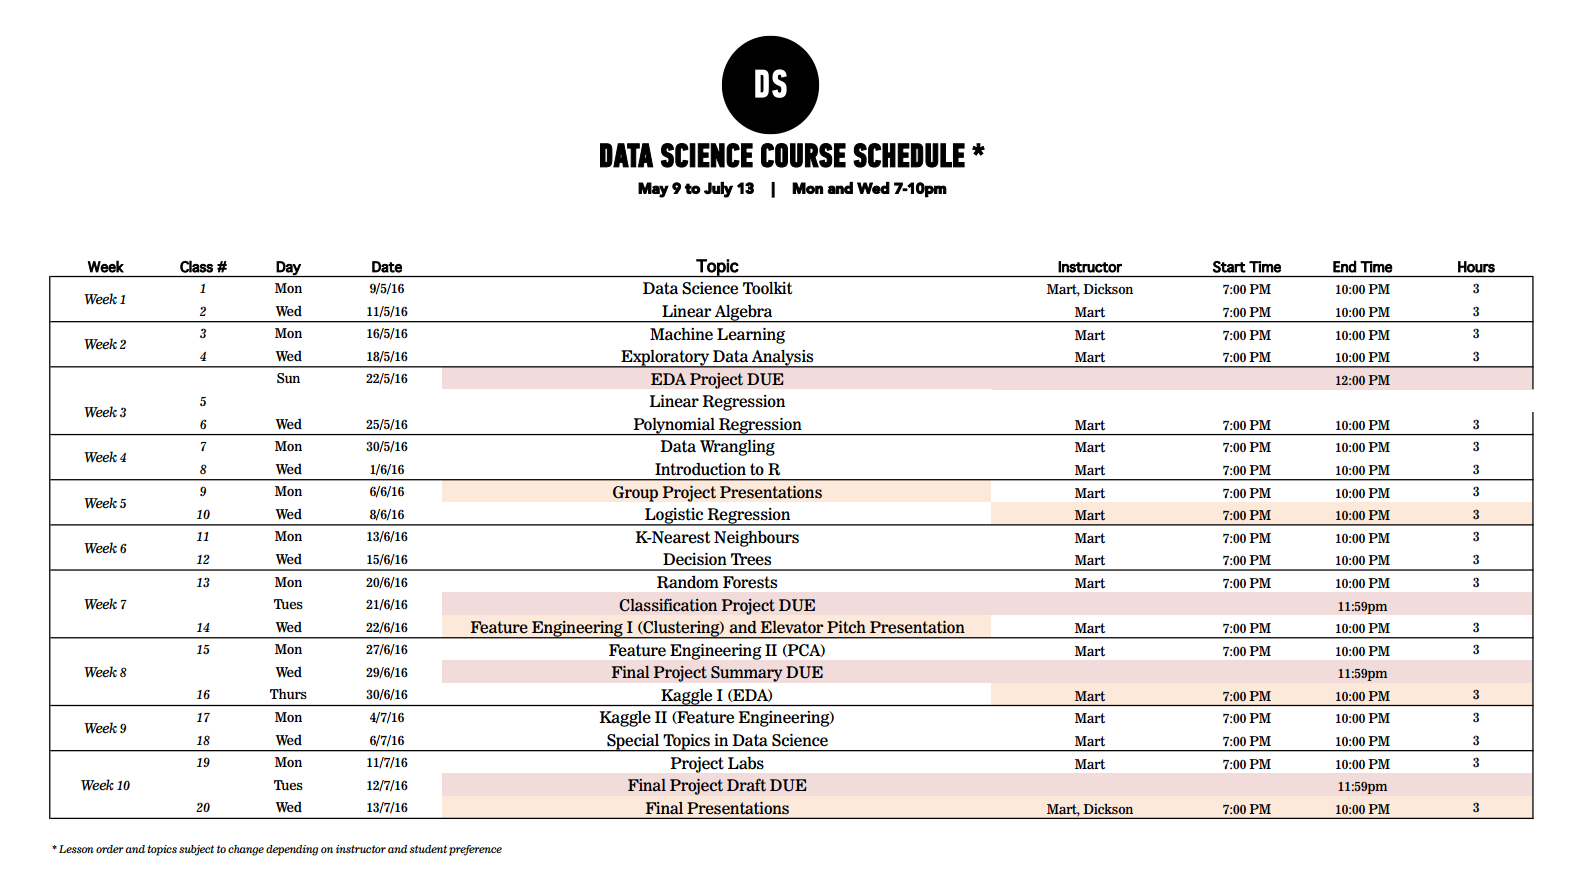 DS
DATA SCIENCE COURSE SCHEDULE *
May 9 to July 13 | Mon and Wed 7-10pm
Week Class # Day Date Topic Instructor Start Time End Time Hours
Week 1
1 Mon 9/5/16 Data Science Toolkit Mart, Dickson 7:00 PM 10:00 PM 3
2 Wed 11/5/16 Linear Algebra Mart 7:00 PM 10:00 PM 3
Week 2
3 Mon 16/5/16 Machine Learning Mart 7:00 PM 10:00 PM 3
4 Wed 18/5/16 Exploratory Data Analysis Mart 7:00 PM 10:00 PM 3
Week 3
Sun 22/5/16 EDA Project DUE 12:00 PM
5 Linear Regression
6 Wed 25/5/16 Polynomial Regression Mart 7:00 PM 10:00 PM 3
Week 4
7 Mon 30/5/16 Data Wrangling Mart 7:00 PM 10:00 PM 3
8 Wed 1/6/16 Introduction to R Mart 7:00 PM 10:00 PM 3
Week 5
9 Mon 6/6/16 Group Project Presentations Mart 7:00 PM 10:00 PM 3
10 Wed 8/6/16 Logistic Regression Mart 7:00 PM 10:00 PM 3
Week 6
11 Mon 13/6/16 K-Nearest Neighbours Mart 7:00 PM 10:00 PM 3
12 Wed 15/6/16 Decision Trees Mart 7:00 PM 10:00 PM 3
Week 7
13 Mon 20/6/16 Random Forests Mart 7:00 PM 10:00 PM 3
Tues 21/6/16 Classification Project DUE 11:59pm
14 Wed 22/6/16 Feature Engineering I (Clustering) and Elevator Pitch Presentation Mart 7:00 PM 10:00 PM 3
Week 8
15 Mon 27/6/16 Feature Engineering II (PCA) Mart 7:00 PM 10:00 PM 3
Wed 29/6/16 Final Project Summary DUE 11:59pm
16 Thurs 30/6/16 Kaggle I (EDA) Mart 7:00 PM 10:00 PM 3
Week 9
17 Mon 4/7/16 Kaggle II (Feature Engineering) Mart 7:00 PM 10:00 PM 3
18 Wed 6/7/16 Special Topics in Data Science Mart 7:00 PM 10:00 PM 3
Week 10
19 Mon 11/7/16 Project Labs Mart 7:00 PM 10:00 PM 3
Tues 12/7/16 Final Project Draft DUE 11:59pm
20 Wed 13/7/16 Final Presentations Mart, Dickson 7:00 PM 10:00 PM 3
* Lesson order and topics subject to change depending on instructor and student preference